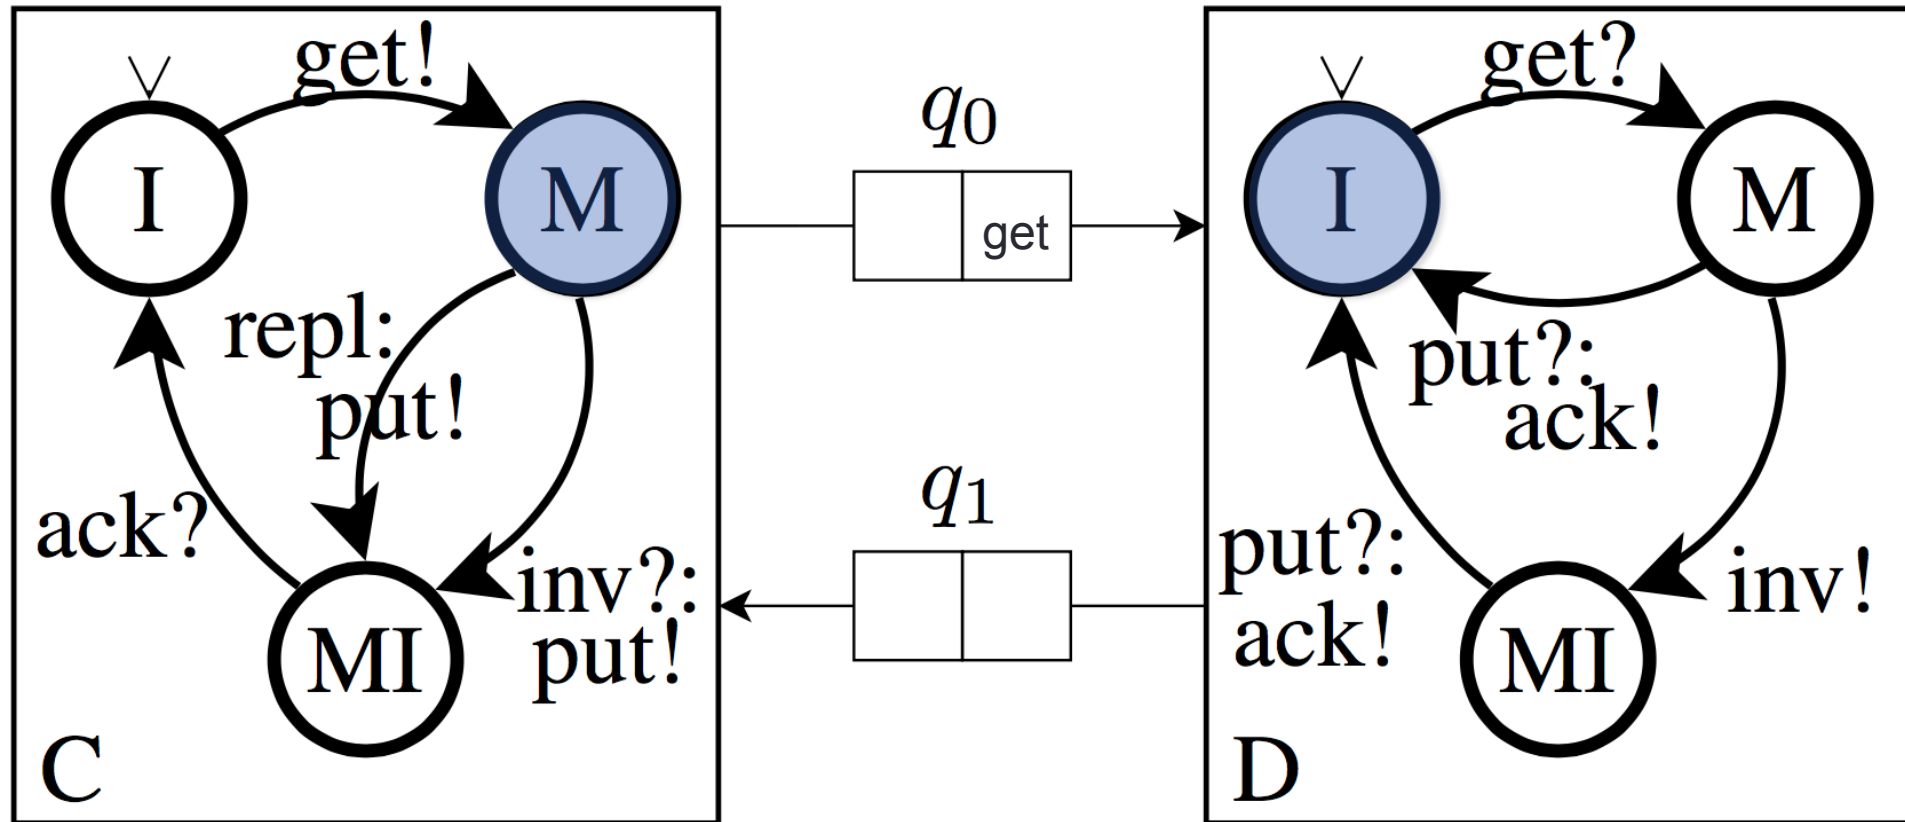 get!
I
M
repl:
put!
ack?
inv?:
put!
MI
C
q0
get
q1
get?
I
M
put?:
ack!
put?:
ack!
inv!
MI
D